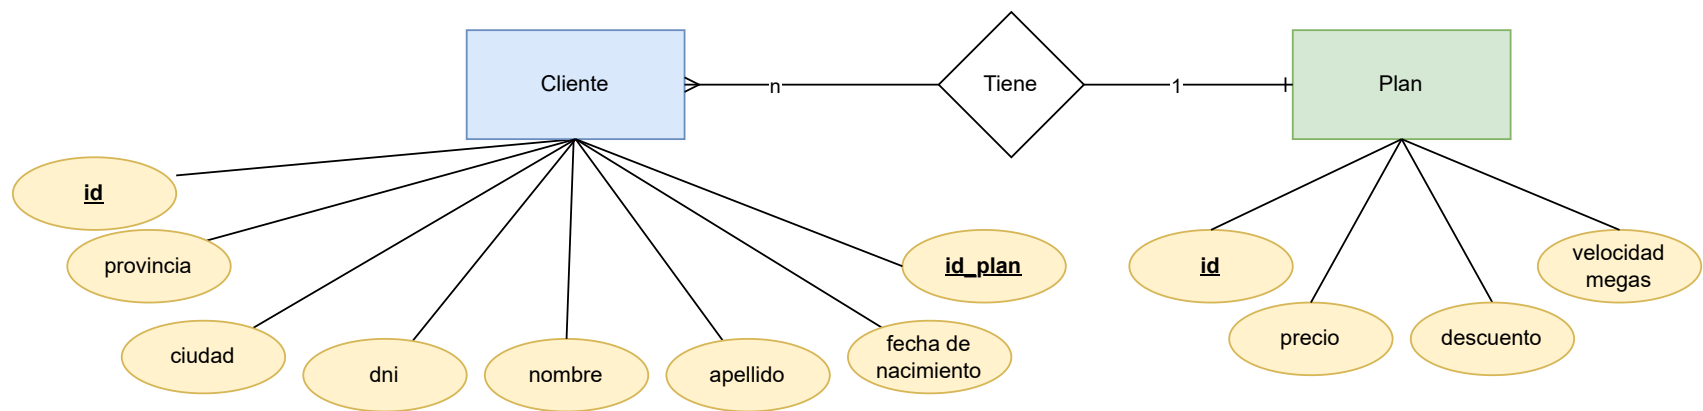 Cliente
n
Tiene
1
Plan
id
provincia
ciudad
dni
nombre
apellido
fecha de
nacimiento
id_plan
id
precio
descuento
velocidad
megas